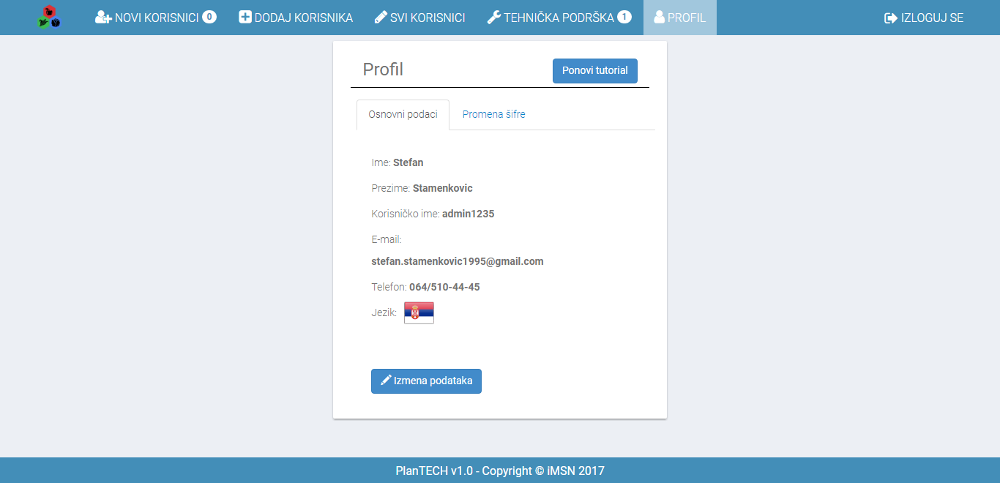 NOVI KORISNICI 0 DODAJ KORISNIKA SVI KORISNICI TEHNIČKA PODRŠKA 1 PROFIL IZLOGUJ SE
Profil Ponovi tutorial
Osnovni podaci Promena šifre
Ime: Stefan
Prezime: Stamenkovic
Korisničko ime: admin1235
E-mail:
stefan.stamenkovic1995@gmail.com
Telefon: 064/510-44-45
Jezik:
Izmena podataka
PlanTECH v1.0 - Copyright © iMSN 2017